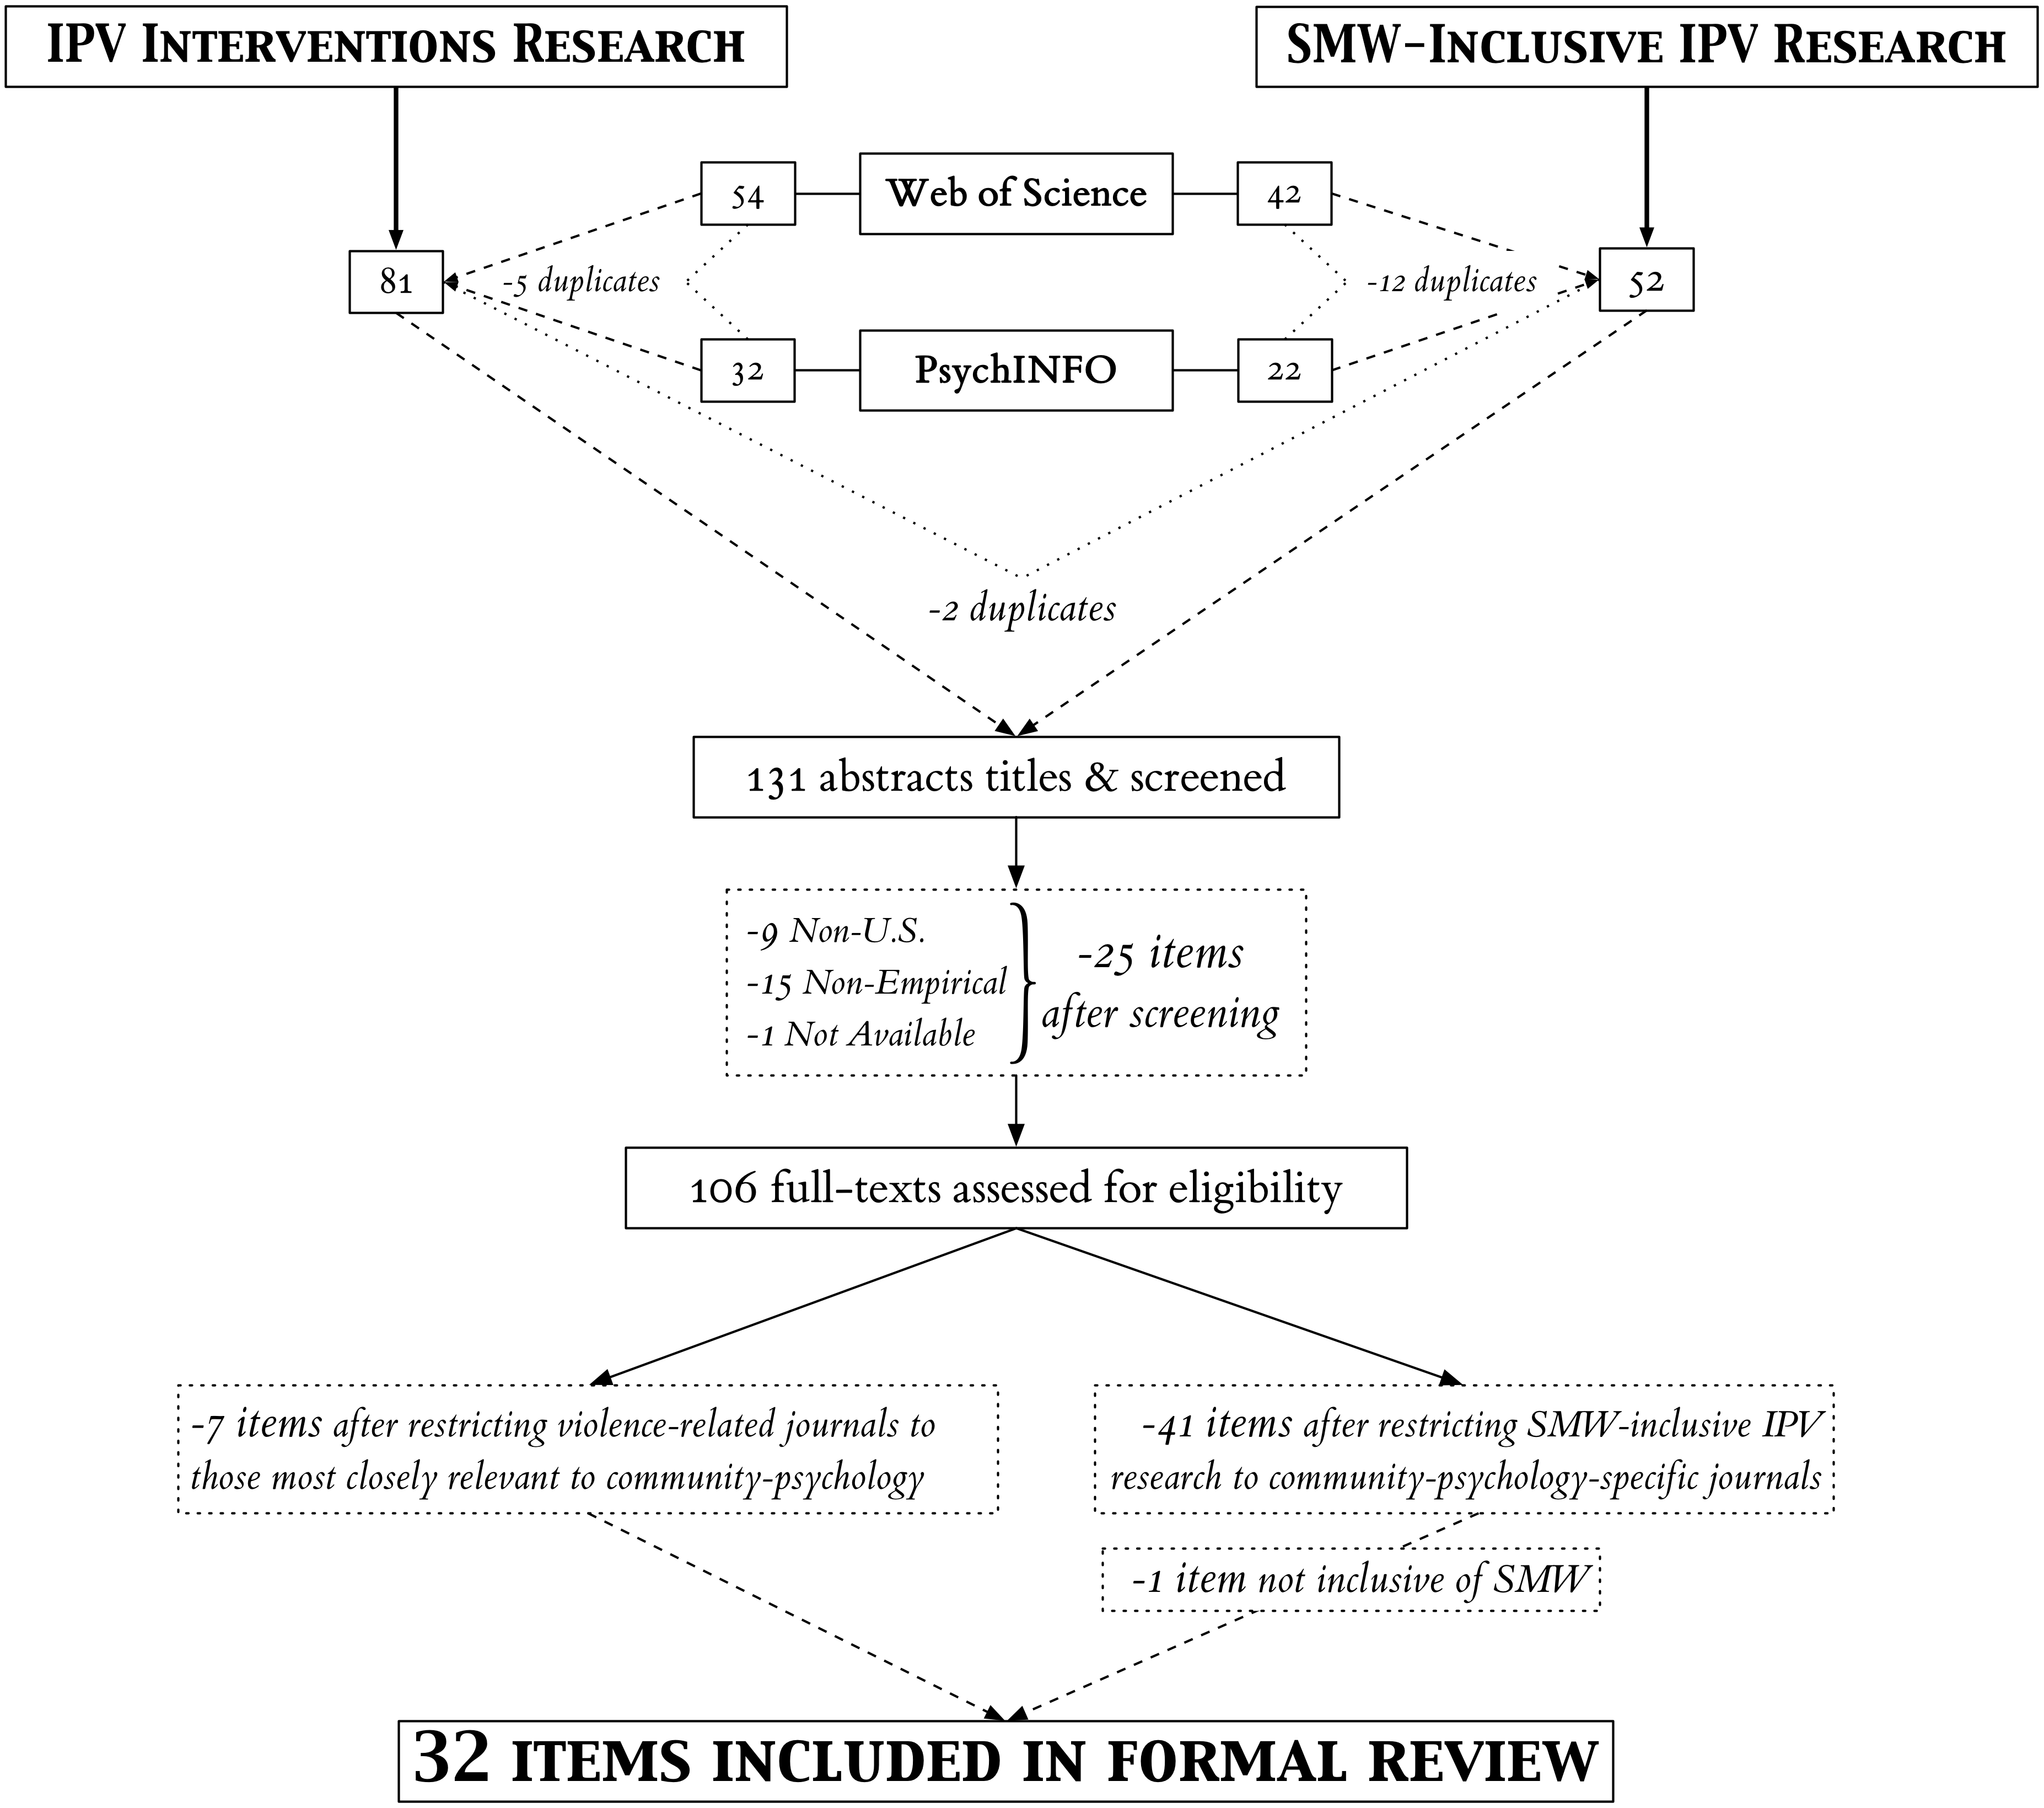 IPV Interventions Research
SMW-Inclusive IPV Research
54
Web of Science
42
81
-5 duplicates
-12 duplicates
52
32
PsychINFO
22
-2 duplicates
131 abstracts titles & screened
-9 Non-U.S.
-15 Non-Empirical
-1 Not Available
-25 items
after screening
106 full-texts assessed for eligibility
-7 items after restricting violence-related journals to
those most closely relevant to community-psychology
-41 items after restricting SMW-inclusive IPV
research to community-psychology-specific journals
-1 item not inclusive of SMW
32 items included in formal review